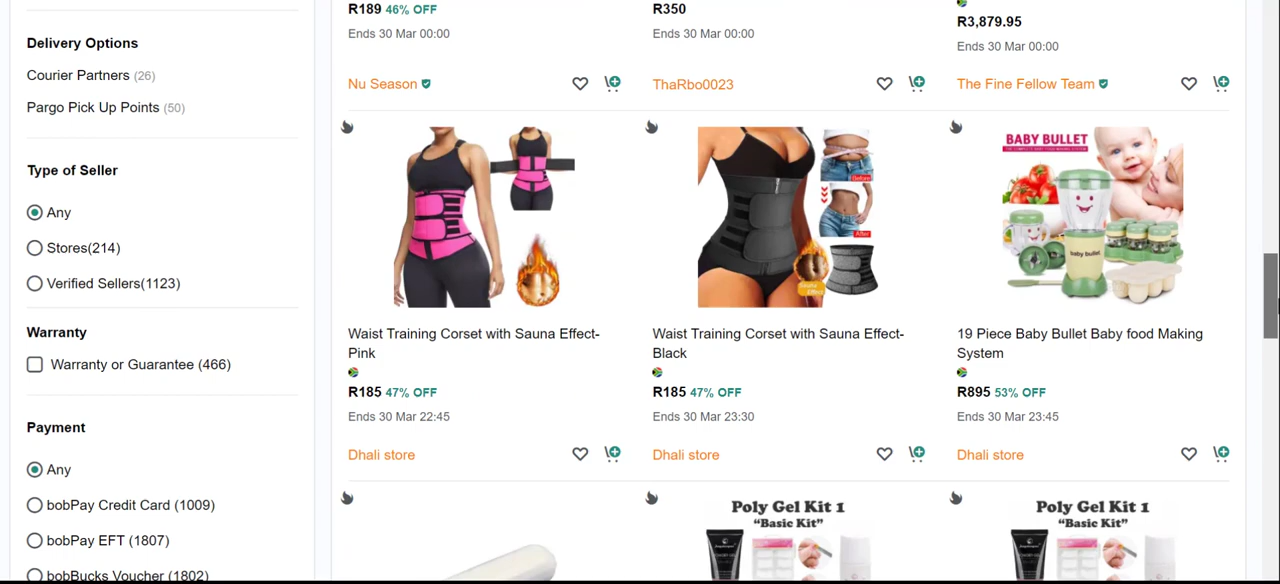 Delivery Options
Courier Partners (26)
Pargo Pick Up Points (50)
Type of Seller
Any
Stores(214)
Verified Sellers(1123)
Warranty
Warranty or Guarantee (466)
Payment
Any
bobPay Credit Card (1009)
bobPay EFT (1807)
bobBucks Voucher (1802)
R189 46% OFF
Ends 30 Mar 00:00
Nu Season
R350
Ends 30 Mar 00:00
ThaRbo0023
R3,879.95
Ends 30 Mar 00:00
The Fine Fellow Team
Waist Training Corset with Sauna Effect-
Pink
R185 47% OFF
Ends 30 Mar 22:45
Dhali store
Before
After
Waist Training Corset with Sauna Effect-
Black
R185 47% OFF
Ends 30 Mar 23:30
Dhali store
BABY BULLET
baby bullet
19 Piece Baby Bullet Baby food Making
System
R895 53% OFF
Ends 30 Mar 23:45
Dhali store
Poly Gel Kit 1
“Basic Kit”
Poly Gel Kit 1
“Basic Kit”